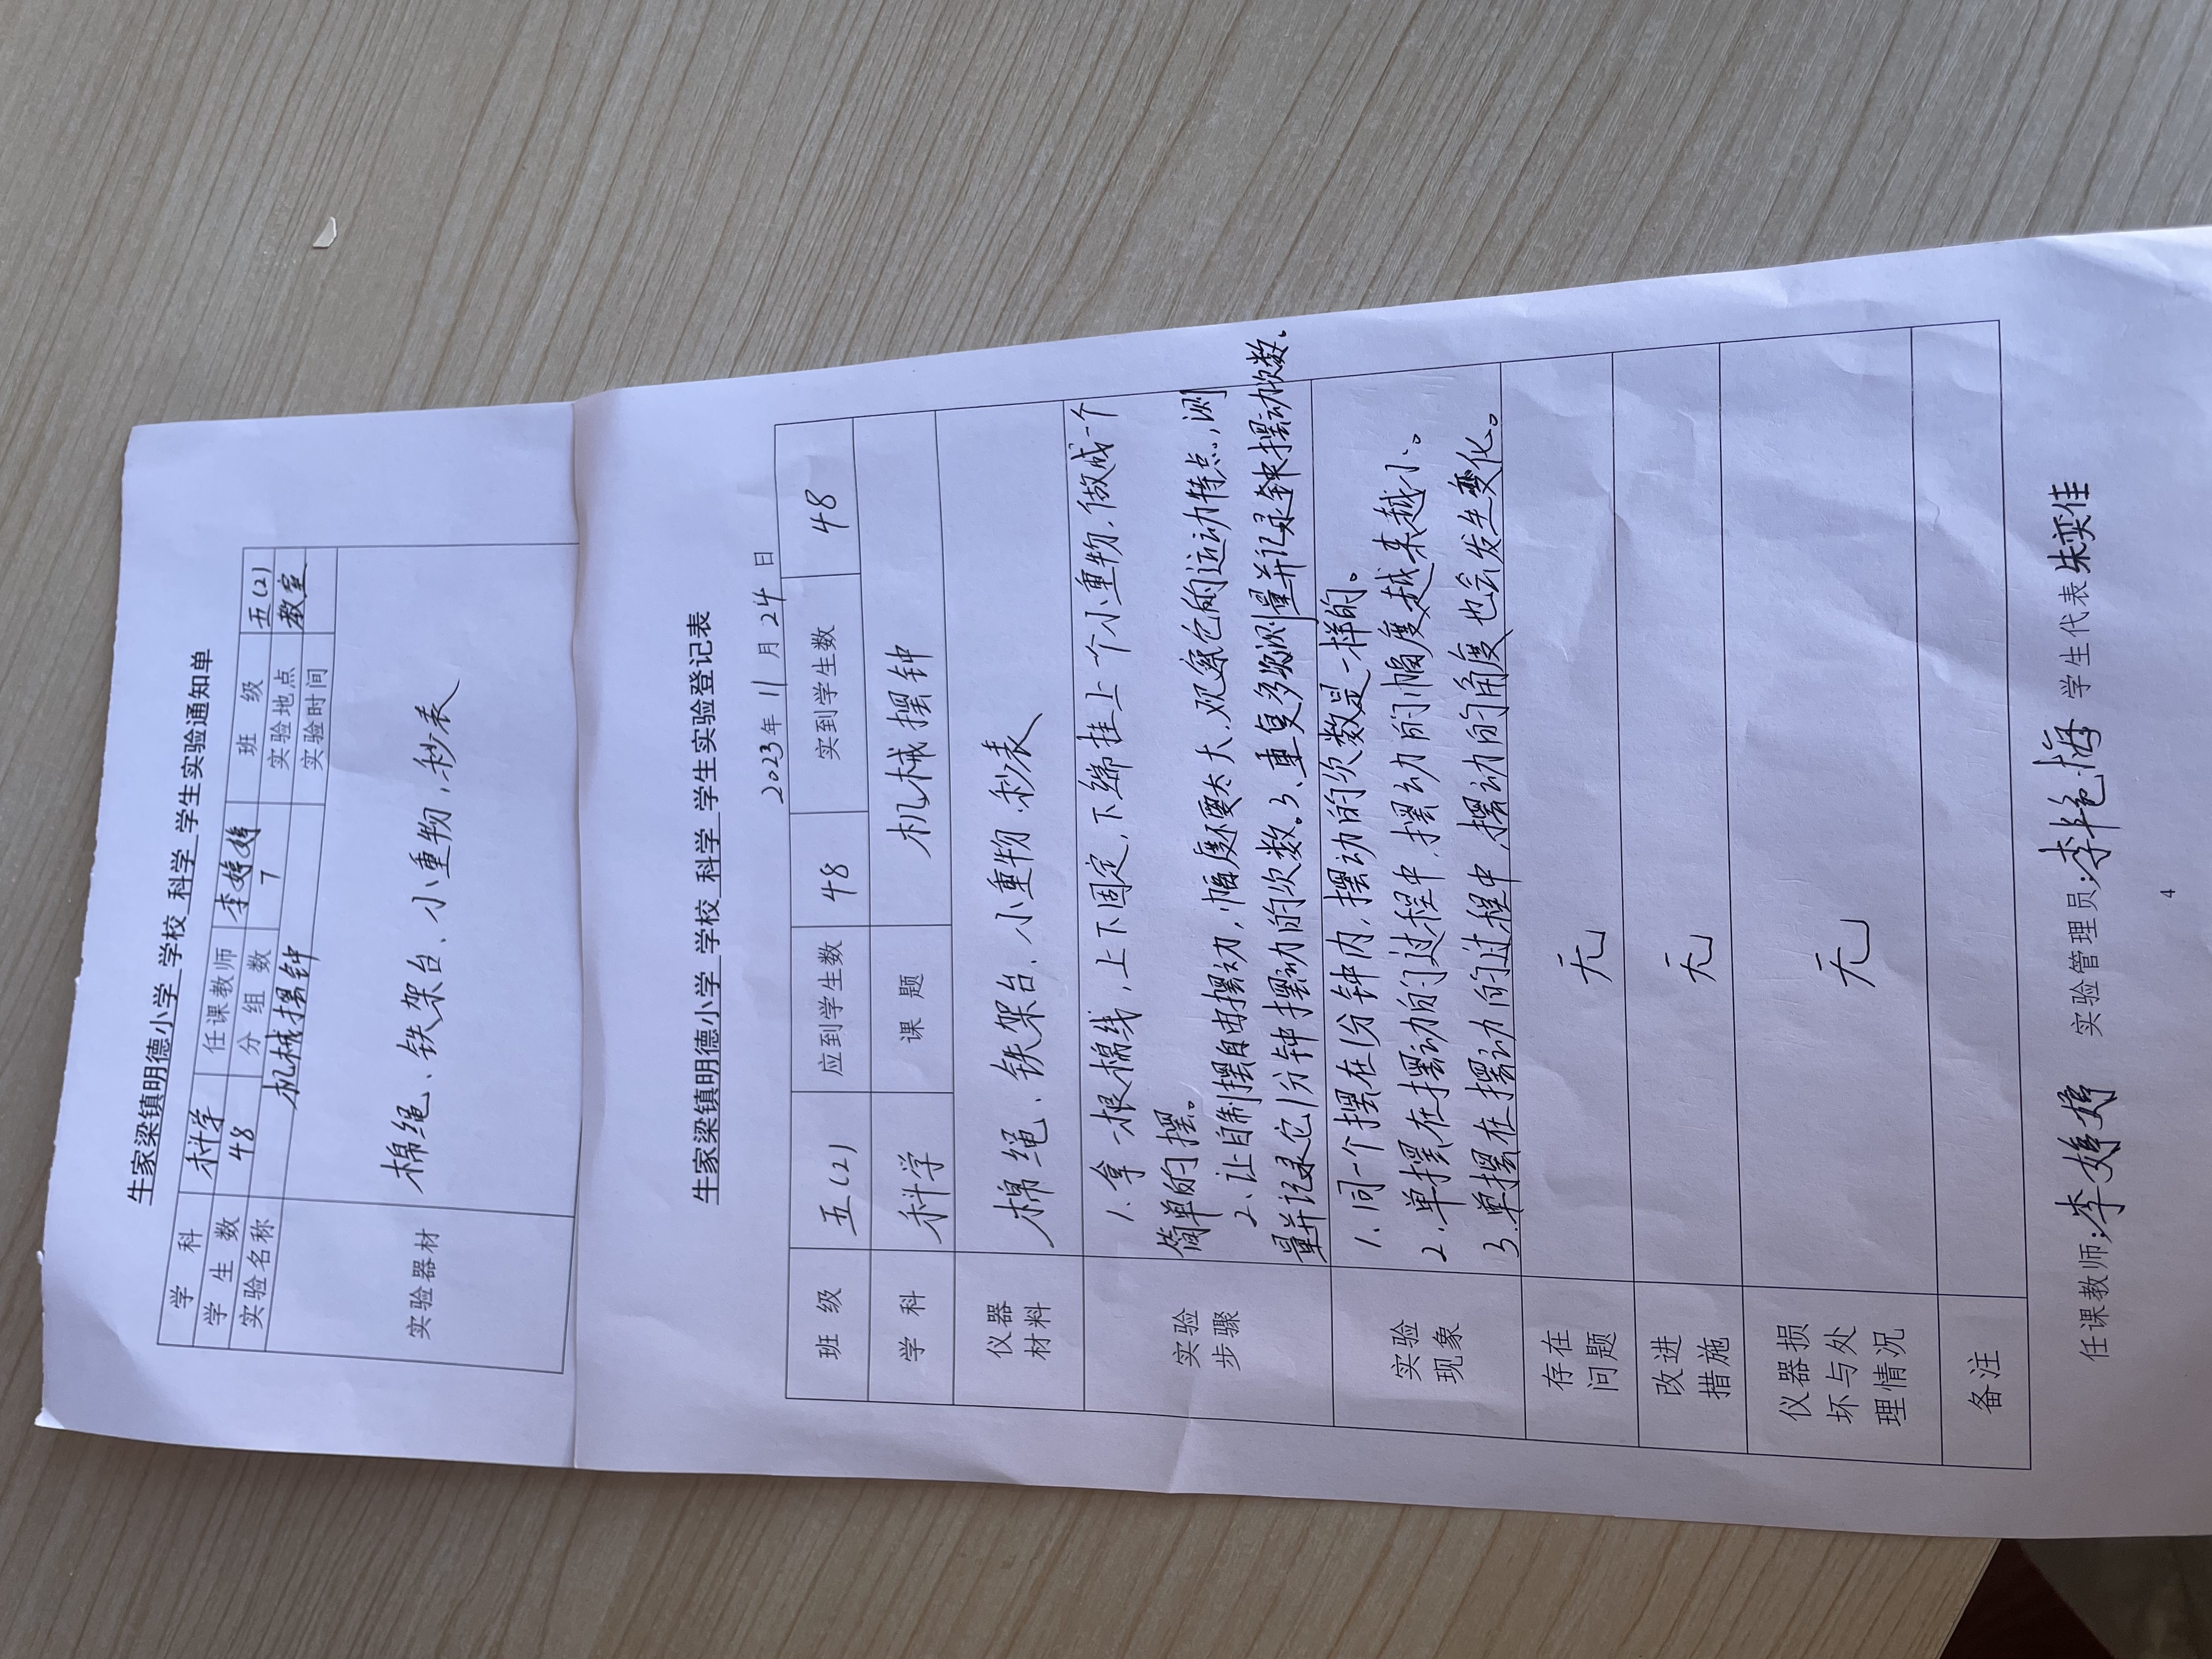 生家梁镇明德小学 学校 科学 学生实验通知单
学 科 科学 任课教师 李婷婷 班 级 五(2)
学 生 数 48 分 组 数 7 实验地点 教室
实验名称 机械摆钟 实验时间
实验器材 棉绳、铁架台、小重物、秒表
生家梁镇明德小学 学校 科学 学生实验登记表
2023年 11 月 24 日
班 级 五(2) 应到学生数 48 实到学生数 48
学 科 科学 课 题 机械摆钟
仪器材料 棉绳、铁架台、小重物、秒表
实验步骤 1、拿一根棉线,上下固定,下端挂上一个小重物,做成一个
简单的摆。
2、让自制摆自由摆动,幅度不要太大,观察它的运动特点,测
量并记录它1分钟摆动的次数。3、重复多次测量并记录钟摆动次数。
实验现象 1、同一个摆在1分钟内,摆动的次数是一样的。
2、单摆在摆动的过程中,摆动的幅度越来越小。
3、单摆在摆动的过程中,摆动的角度也会发生变化。
存在问题 无
改进措施 无
仪器损坏与处理情况 无
备注
任课教师:李婷婷 实验管理员:李艳梅 学生代表 朱奕佳
4